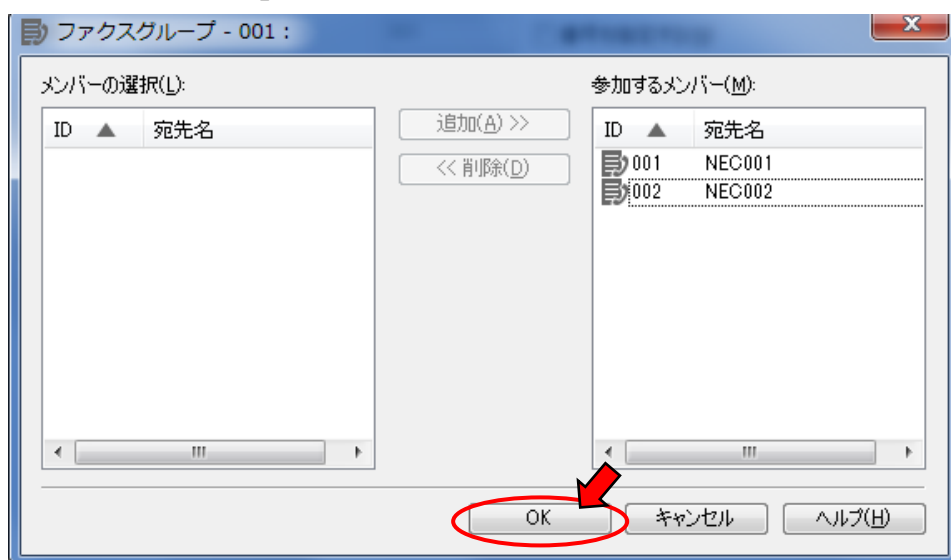 ファクスグループ - 001 :
メンバーの選択(L):
参加するメンバー(M):
ID 宛先名
追加(A) >>
<< 削除(D)
ID 宛先名
001 NEC001
002 NEC002
OK
キャンセル
ヘルプ(H)